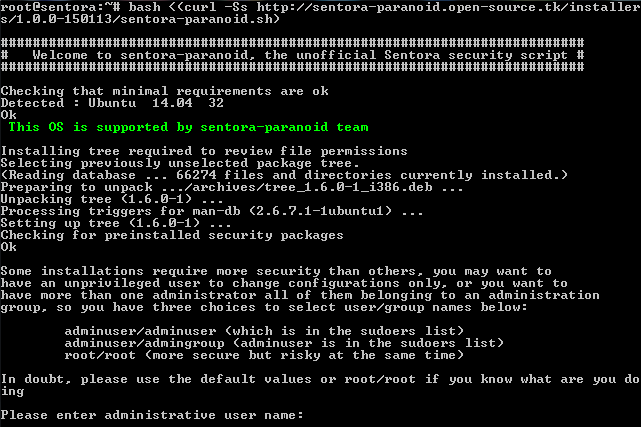 root@sentora:~# bash <(curl -Ss http://sentora-paranoid.open-source.tk/installer
s/1.0.0-150113/sentora-paranoid.sh)
############################################################################
#   Welcome to sentora-paranoid, the unofficial Sentora security script #
############################################################################
Checking that minimal requirements are ok
Detected : Ubuntu  14.04  32
Ok
 This OS is supported by sentora-paranoid team
Installing tree required to review file permissions
Selecting previously unselected package tree.
(Reading database ... 66274 files and directories currently installed.)
Preparing to unpack .../archives/tree_1.6.0-1_i386.deb ...
Unpacking tree (1.6.0-1) ...
Processing triggers for man-db (2.6.7.1-1ubuntu1) ...
Setting up tree (1.6.0-1) ...
Checking for preinstalled security packages
Ok
Some installations require more security than others, you may want to
have an unprivileged user to change configurations only, or you want to
have more than one administrator all of them belonging to an administration
group, so you have three choices to select user/group names below:
        adminuser/adminuser (which is in the sudoers list)
        adminuser/admingroup (adminuser is in the sudoers list)
        root/root (more secure but risky at the same time)
In doubt, please use the default values or root/root if you know what are you do
ing
Please enter administrative user name: